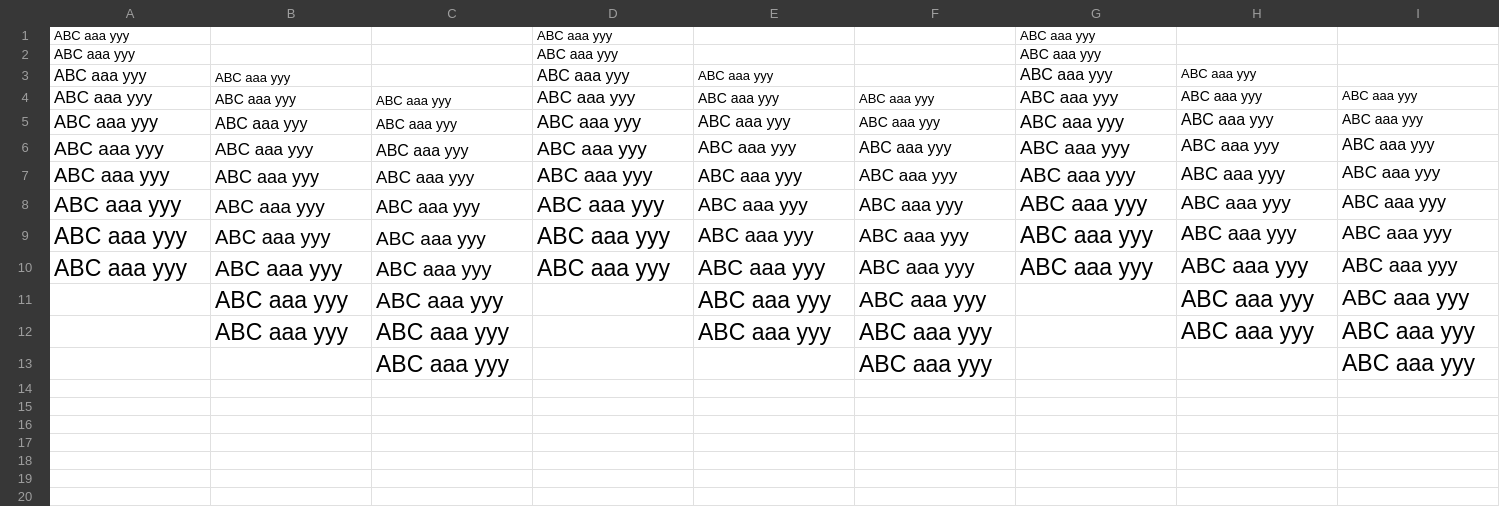 A B C D E F G H I
1 ABC aaa yyy ABC aaa yyy ABC aaa yyy
2 ABC aaa yyy ABC aaa yyy ABC aaa yyy
3 ABC aaa yyy ABC aaa yyy ABC aaa yyy ABC aaa yyy ABC aaa yyy ABC aaa yyy
4 ABC aaa yyy ABC aaa yyy ABC aaa yyy ABC aaa yyy ABC aaa yyy ABC aaa yyy ABC aaa yyy ABC aaa yyy ABC aaa yyy
5 ABC aaa yyy ABC aaa yyy ABC aaa yyy ABC aaa yyy ABC aaa yyy ABC aaa yyy ABC aaa yyy ABC aaa yyy ABC aaa yyy
6 ABC aaa yyy ABC aaa yyy ABC aaa yyy ABC aaa yyy ABC aaa yyy ABC aaa yyy ABC aaa yyy ABC aaa yyy ABC aaa yyy
7 ABC aaa yyy ABC aaa yyy ABC aaa yyy ABC aaa yyy ABC aaa yyy ABC aaa yyy ABC aaa yyy ABC aaa yyy ABC aaa yyy
8 ABC aaa yyy ABC aaa yyy ABC aaa yyy ABC aaa yyy ABC aaa yyy ABC aaa yyy ABC aaa yyy ABC aaa yyy ABC aaa yyy
9 ABC aaa yyy ABC aaa yyy ABC aaa yyy ABC aaa yyy ABC aaa yyy ABC aaa yyy ABC aaa yyy ABC aaa yyy ABC aaa yyy
10 ABC aaa yyy ABC aaa yyy ABC aaa yyy ABC aaa yyy ABC aaa yyy ABC aaa yyy ABC aaa yyy ABC aaa yyy ABC aaa yyy
11 ABC aaa yyy ABC aaa yyy ABC aaa yyy ABC aaa yyy ABC aaa yyy ABC aaa yyy
12 ABC aaa yyy ABC aaa yyy ABC aaa yyy ABC aaa yyy ABC aaa yyy ABC aaa yyy
13 ABC aaa yyy ABC aaa yyy ABC aaa yyy
14
15
16
17
18
19
20